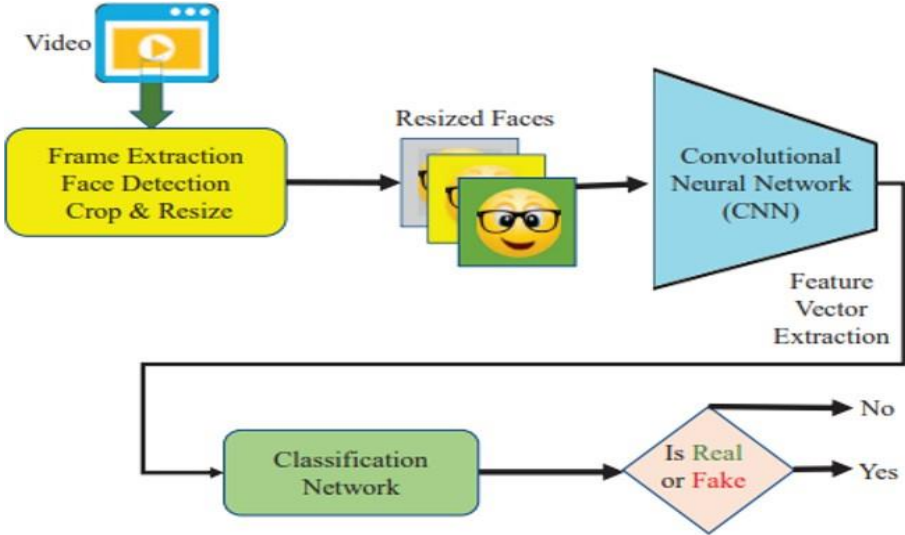 Video
Frame Extraction
Face Detection
Crop & Resize
Resized Faces
Convolutional
Neural Network
(CNN)
Feature
Vector
Extraction
Classification
Network
Is Real
or Fake
No
Yes